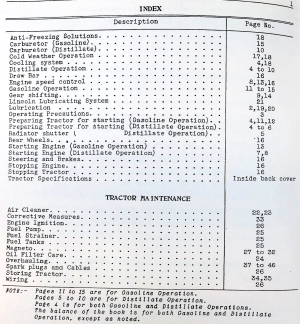 INDEX
Description Page No.
Anti-Freezing Solutions. 18
Carburetor (Gasoline). 15
Carburetor (Distillate). 10
Cold Weather Operation 17,18
Cooling system 4,18
Distillate Operation 4 to 10
Draw Bar 16
Engine speed control 8,13,16
Gasoline Operation 11 to 15
Gear shifting. 9,14
Lincoln Lubricating System 21
Lubrication. 2,19,20
Operating Precautions. 3
Preparing Tractor for starting (Gasoline Operation). 4,11,12
Preparing Tractor for starting (Distillate Operation). 4 to 6
Radiator shutter ( Distillate Operation). 5
Rear Wheels. 16
Starting Engine (Gasoline Operation) 13
Starting Engine (Distillate Operation) 7,8
Steering and Brakes. 16
Stopping Engine. 16
Stopping Tractor 16
Tractor Specifications Inside back cover
TRACTOR MAINTENANCE
Air Cleaner. 22,23
Corrective Measures. 33
Engine Ignition. 26
Fuel Pump. 25
Fuel Strainer. 25
Fuel Tanks 25
Magneto. 27 to 32
Oil Filter Care. 24
Overhauling. 37 to 46
Spark plugs and Cables 26
Storing Tractor. 26
Wiring 34,35
NOTE:- Pages 11 to 15 are for Gasoline Operation.
Pages 5 to 10 are for Distillate Operation.
Page 4 is for both Gasoline and Distillate Operations.
The balance of the book is for both Gasoline and Distillate
Operation, except as noted.